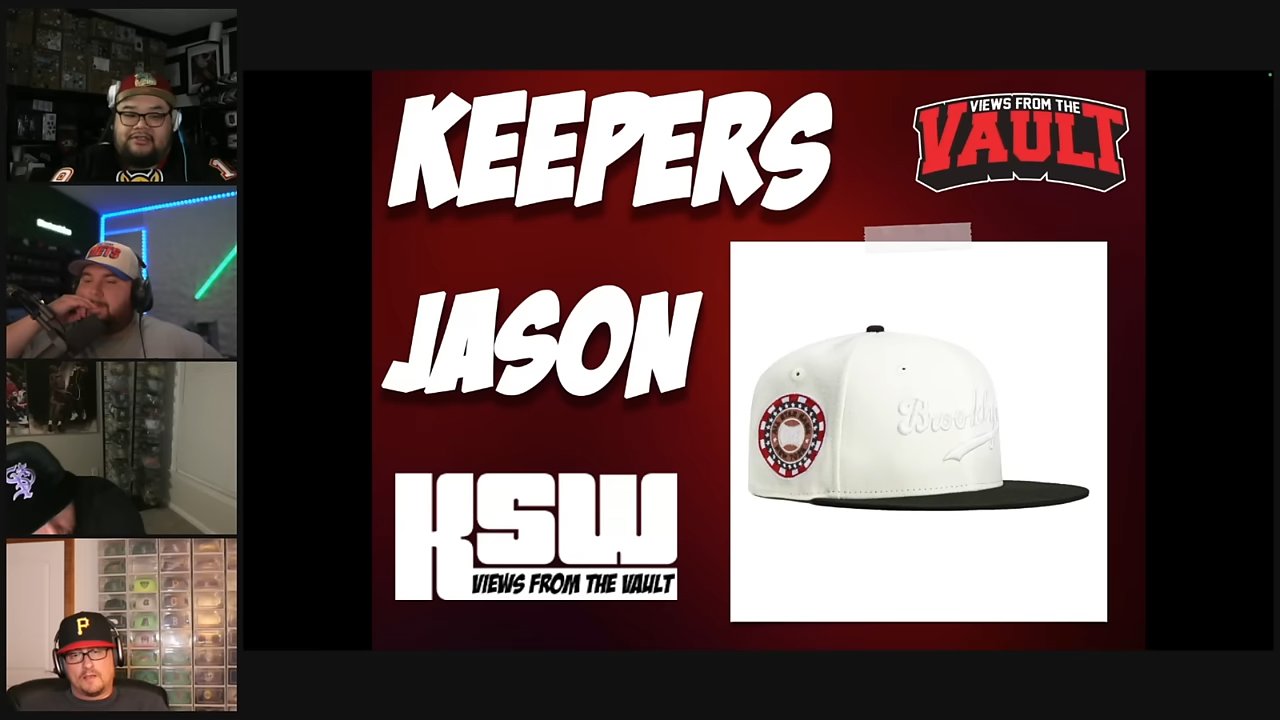 KEEPERS
VIEWS FROM THE
VAULT
JASON
Brooklyn
KSW
VIEWS FROM THE VAULT
P